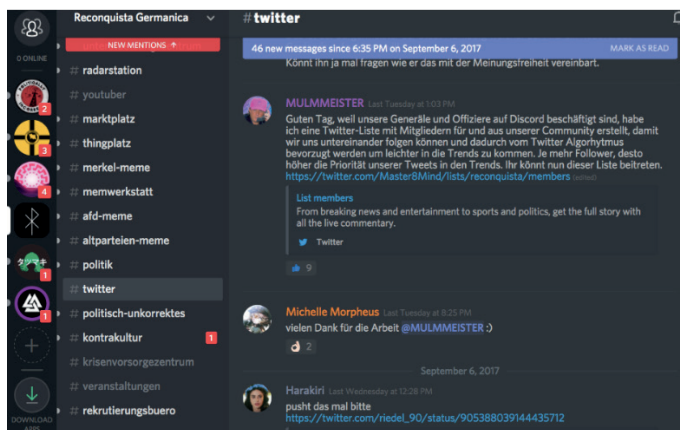 Reconquista Germanica
# twitter
0 ONLINE
NEW MENTIONS ↑
# radarstation
# youtuber
# marktplatz
# thingplatz
# merkel-meme
# memwerkstatt
# afd-meme
# altparteien-meme
# politik
# twitter
# politisch-unkorrektes
# kontrakultur 1
# krisenvorsorgezentrum
# veranstaltungen
# rekrutierungsbuero
2
3
4
1
1
DOWNLOAD
46 new messages since 6:35 PM on September 6, 2017 MARK AS READ
Könnt ihn ja mal fragen wie er das mit der Meinungsfreiheit vereinbart.
MULMMEISTER Last Tuesday at 1:03 PM
Guten Tag, weil unsere Generäle und Offiziere auf Discord beschäftigt sind, habe
ich eine Twitter-Liste mit Mitgliedern für und aus unserer Community erstellt, damit
wir uns untereinander folgen können und dadurch vom Twitter Algorhytmus
bevorzugt werden um leichter in die Trends zu kommen. Je mehr Follower, desto
höher die Priorität unserer Tweets in den Trends. Ihr könnt nun dieser Liste beitreten.
https://twitter.com/Master8Mind/lists/reconquista/members (edited)
List members
From breaking news and entertainment to sports and politics, get the full story with
all the live commentary.
Twitter
9
Michelle Morpheus Last Tuesday at 8:25 PM
vielen Dank für die Arbeit @MULMMEISTER :)
2
September 6, 2017
Harakiri Last Wednesday at 12:28 PM
pusht das mal bitte
https://twitter.com/riedel_90/status/905388039144435712